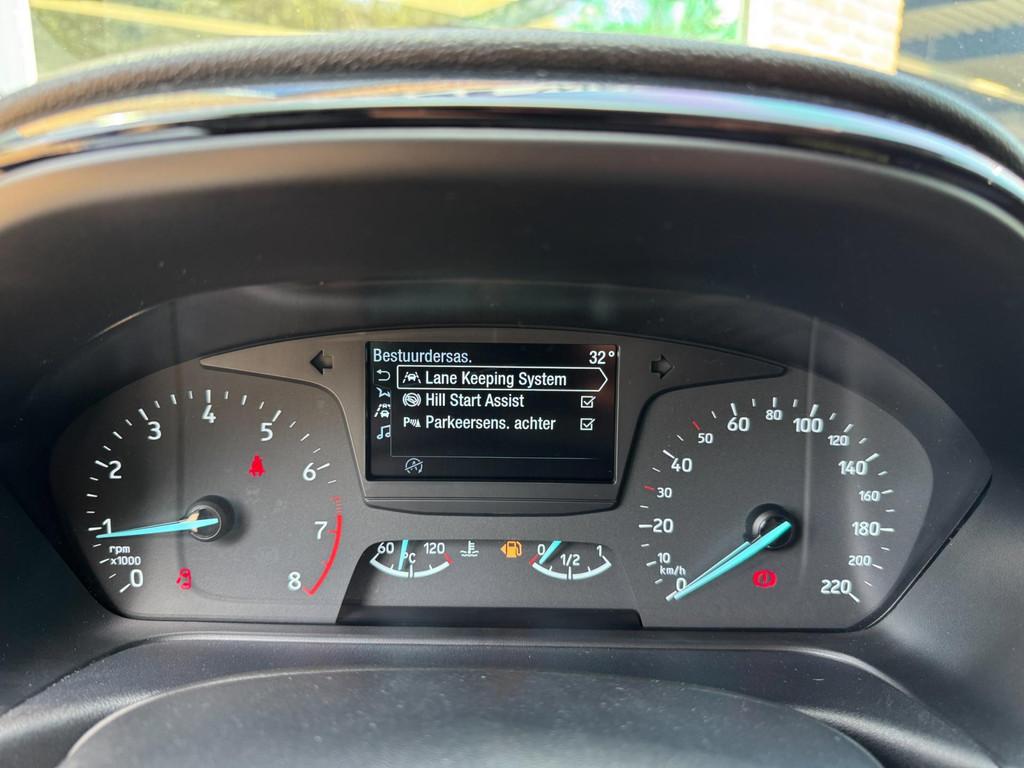 Bestuurdersas. 32°
Lane Keeping System
Hill Start Assist
Parkeersens. achter
P
0 1 2 3 4 5 6 7 8
rpm
x1000
60 120
°C
0 1/2 1
0 10 20 30 40 50 60 80 100 120 140 160 180 200 220
km/h